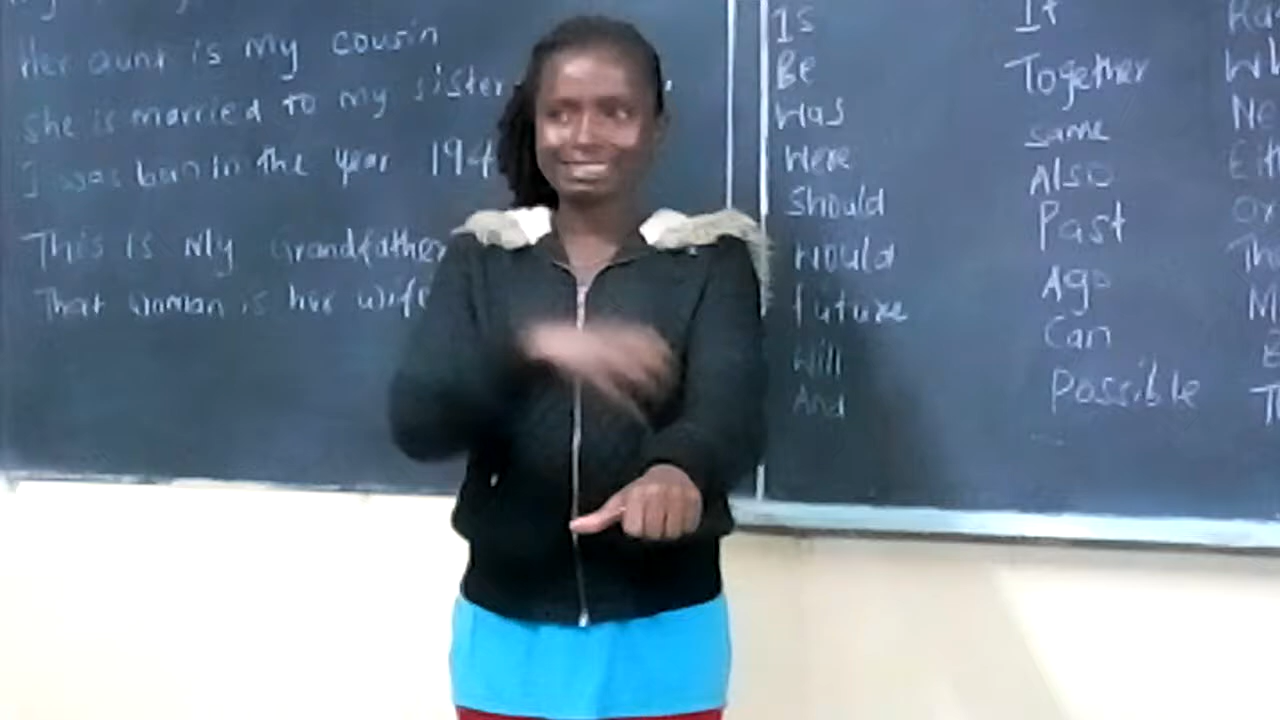 Her aunt is my cousin
she is married to my sister
I was bun in the year 194
This is My Grandfather
That woman is her wife
Is
Be
Was
Were
Should
Would
future
Will
And
It
Together
same
Also
Past
Ago
Can
Possible